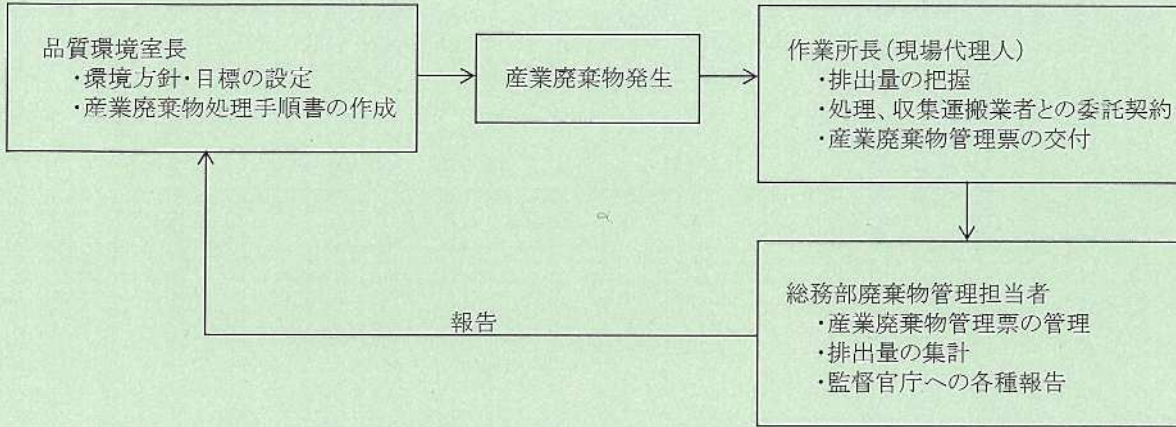 品質環境室長
・環境方針・目標の設定
・産業廃棄物処理手順書の作成
産業廃棄物発生
作業所長(現場代理人)
・排出量の把握
・処理、収集運搬業者との委託契約
・産業廃棄物管理票の交付
総務部廃棄物管理担当者
・産業廃棄物管理票の管理
・排出量の集計
・監督官庁への各種報告
報告